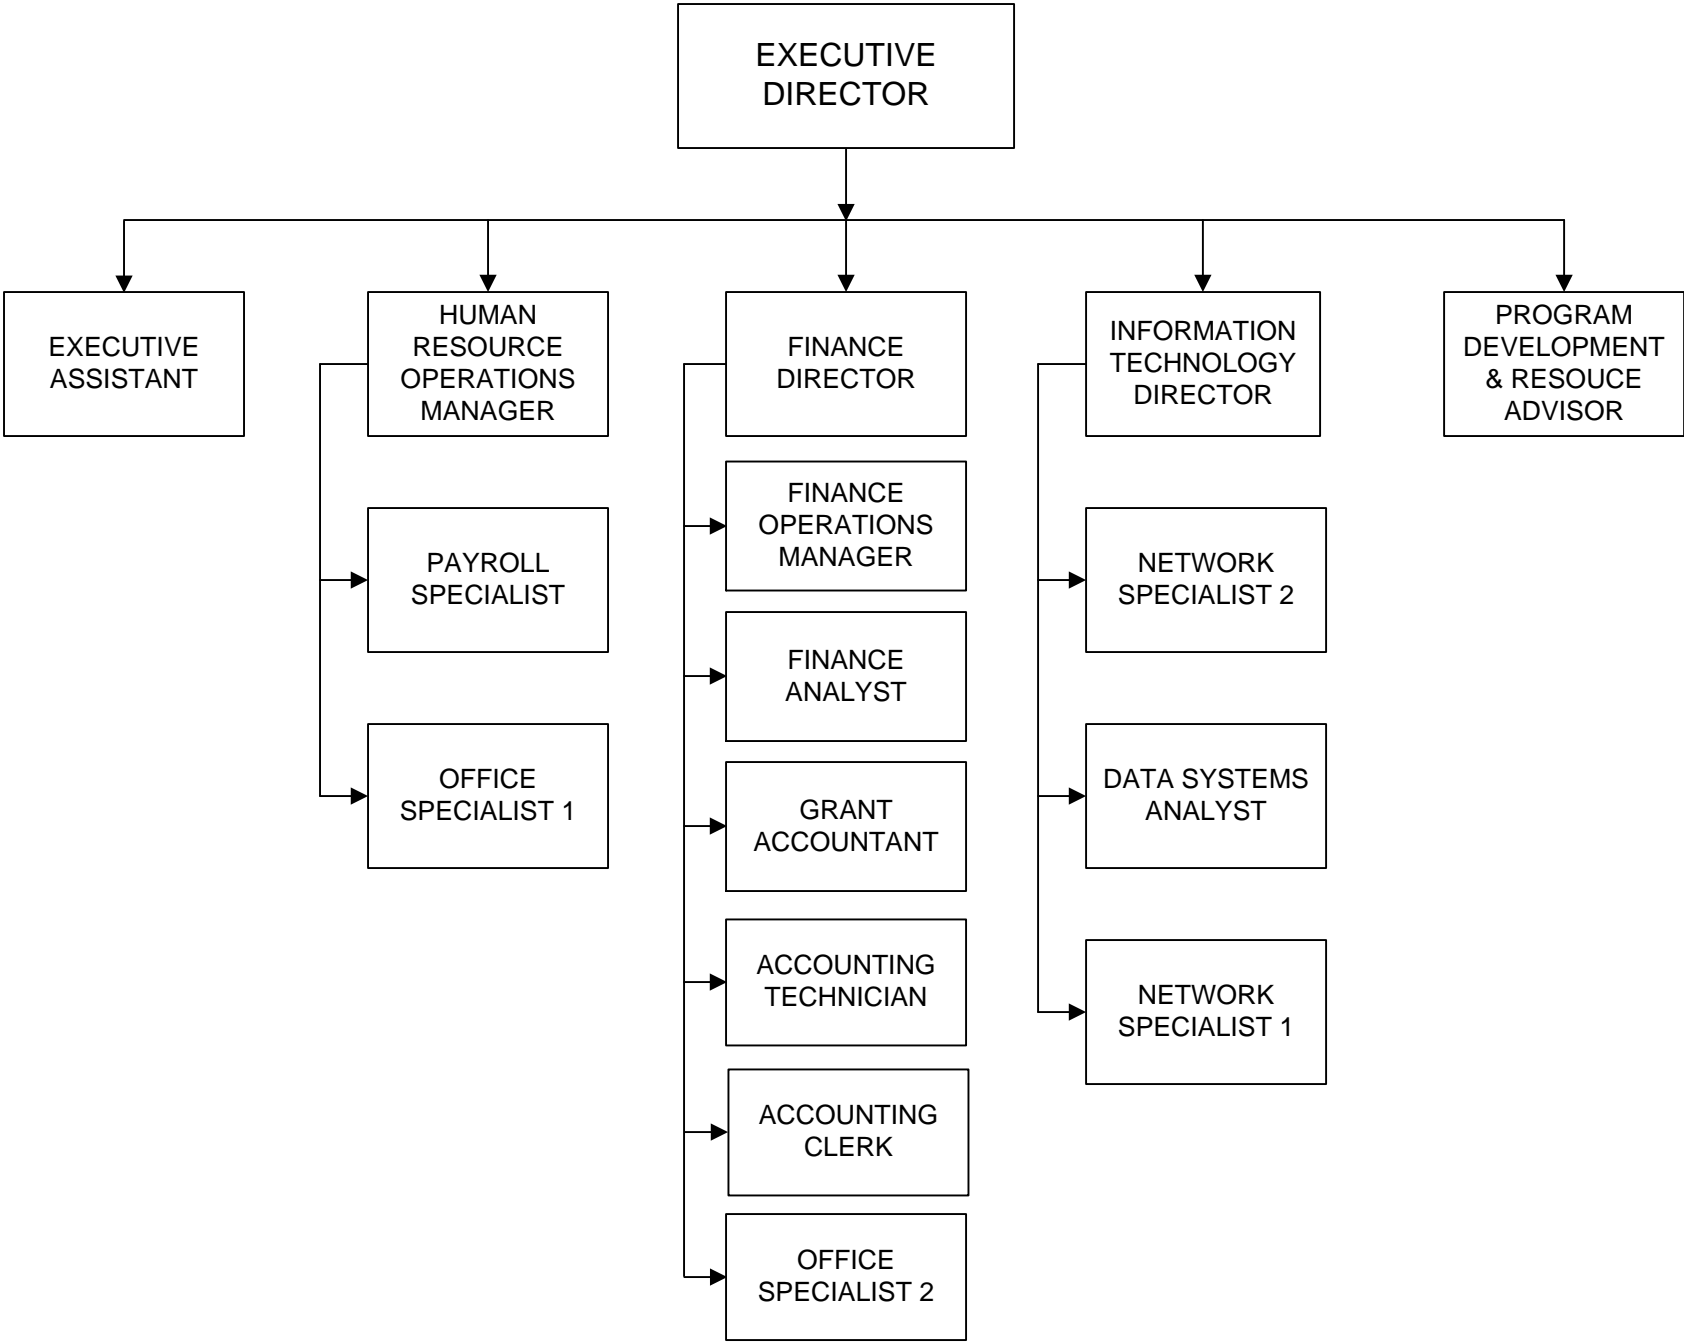 EXECUTIVE
DIRECTOR
EXECUTIVE
ASSISTANT
HUMAN
RESOURCE
OPERATIONS
MANAGER
FINANCE
DIRECTOR
INFORMATION
TECHNOLOGY
DIRECTOR
PROGRAM
DEVELOPMENT
& RESOUCE
ADVISOR
PAYROLL
SPECIALIST
OFFICE
SPECIALIST 1
FINANCE
OPERATIONS
MANAGER
FINANCE
ANALYST
GRANT
ACCOUNTANT
ACCOUNTING
TECHNICIAN
ACCOUNTING
CLERK
OFFICE
SPECIALIST 2
NETWORK
SPECIALIST 2
DATA SYSTEMS
ANALYST
NETWORK
SPECIALIST 1